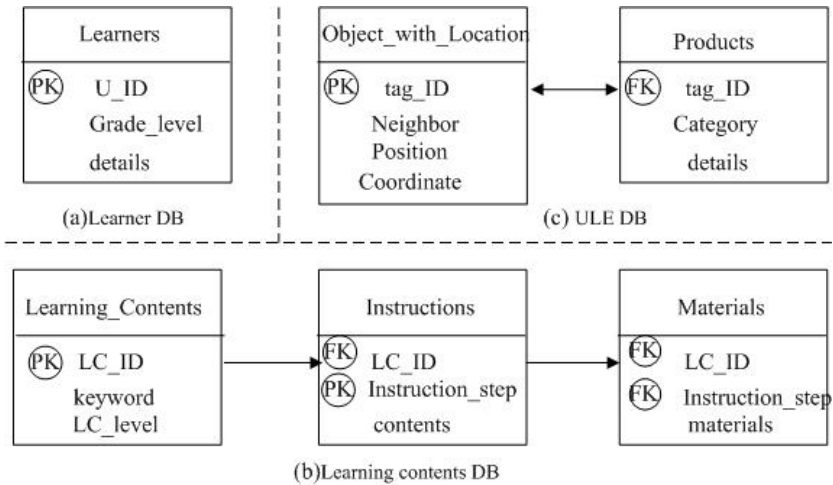 Learners
PK U_ID
Grade_level
details
(a)Learner DB
Object_with_Location
PK tag_ID
Neighbor
Position
Coordinate
Products
FK tag_ID
Category
details
(c) ULE DB
Learning_Contents
PK LC_ID
keyword
LC_level
Instructions
FK LC_ID
PK Instruction_step
contents
Materials
FK LC_ID
FK Instruction_step
materials
(b)Learning contents DB